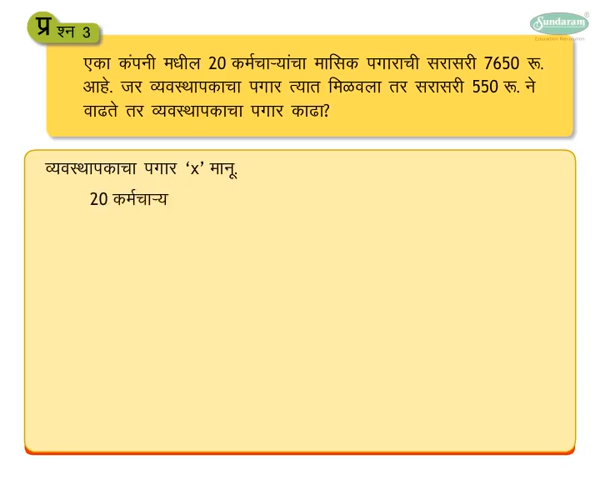 प्रश्न 3
Sundaram
एका कंपनी मधील 20 कर्मचाऱ्यांचा मासिक पगाराची सरासरी 7650 रू.
आहे. जर व्यवस्थापकाचा पगार त्यात मिळवला तर सरासरी 550 रू. ने
वाढते तर व्यवस्थापकाचा पगार काढा?
व्यवस्थापकाचा पगार ‘x’ मानू.
20 कर्मचाऱ्य